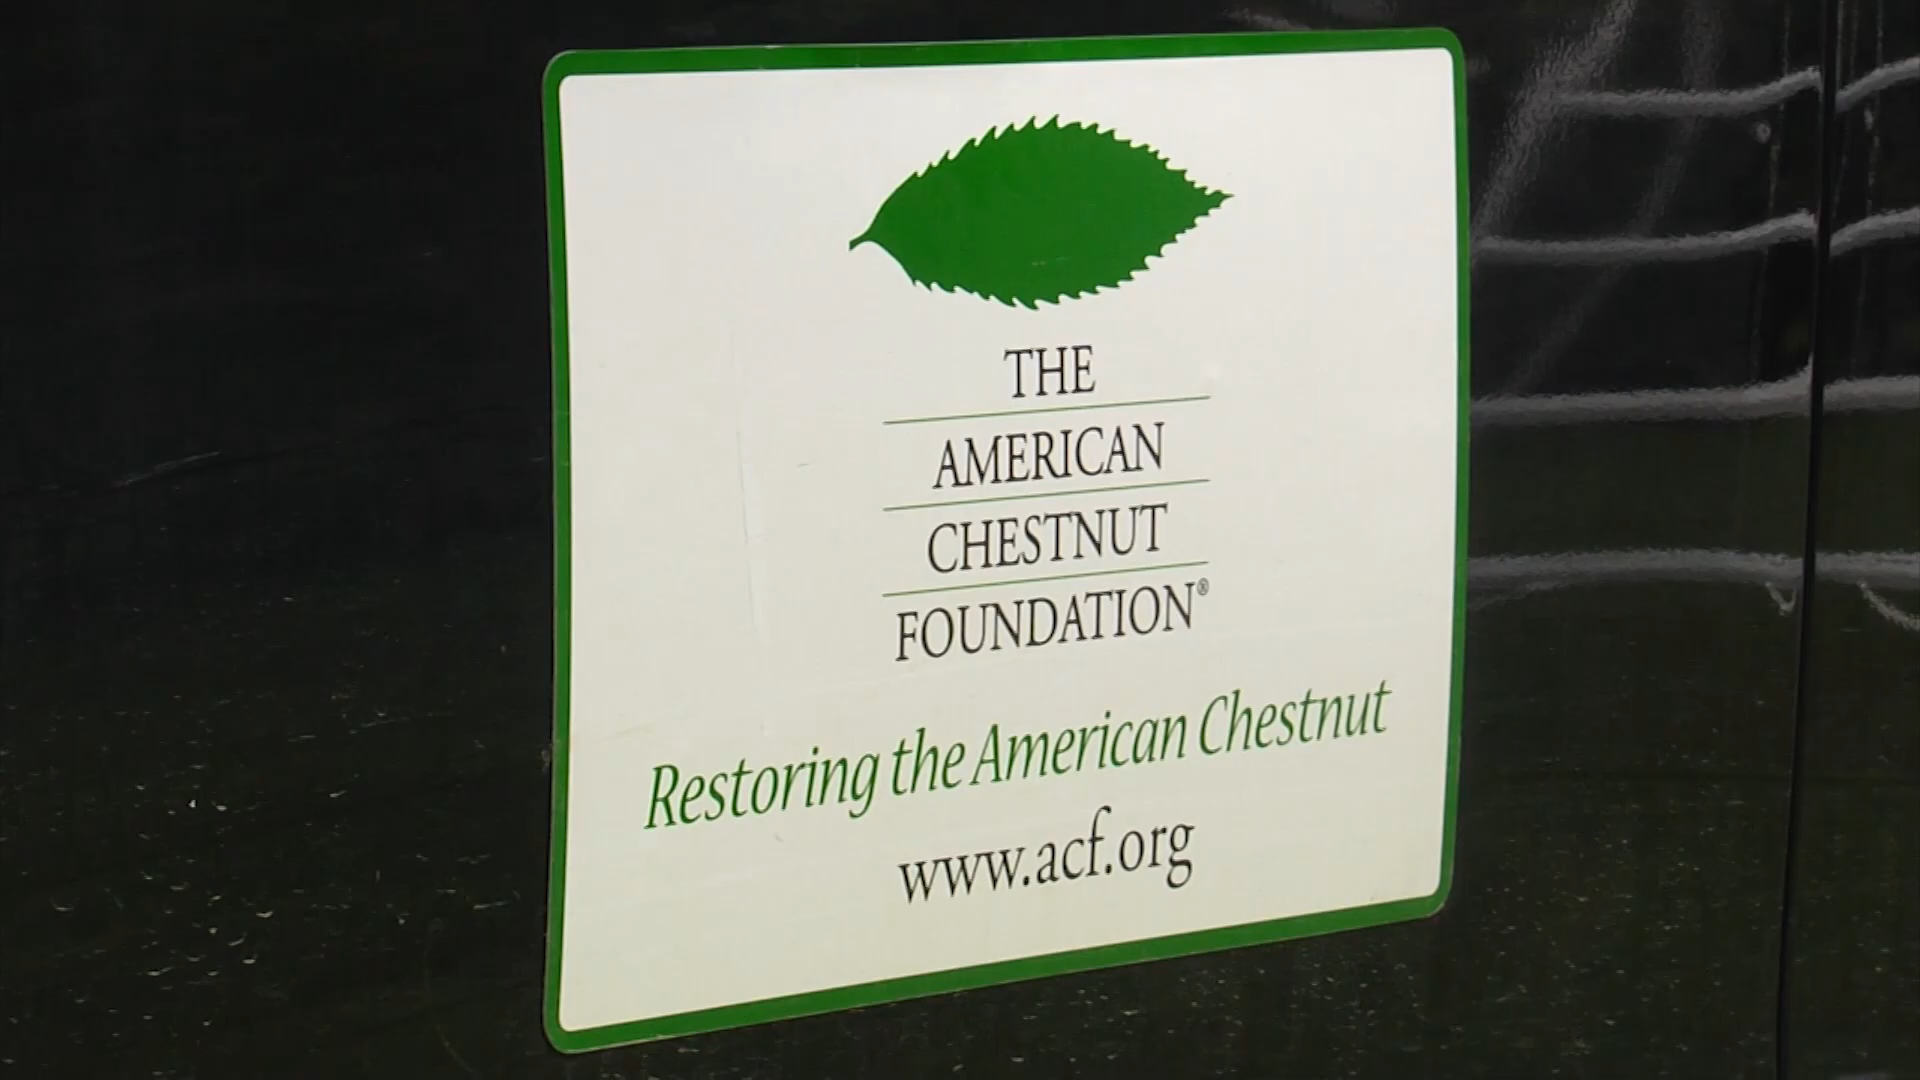 THE
AMERICAN
CHESTNUT
FOUNDATION®
Restoring the American Chestnut
www.acf.org